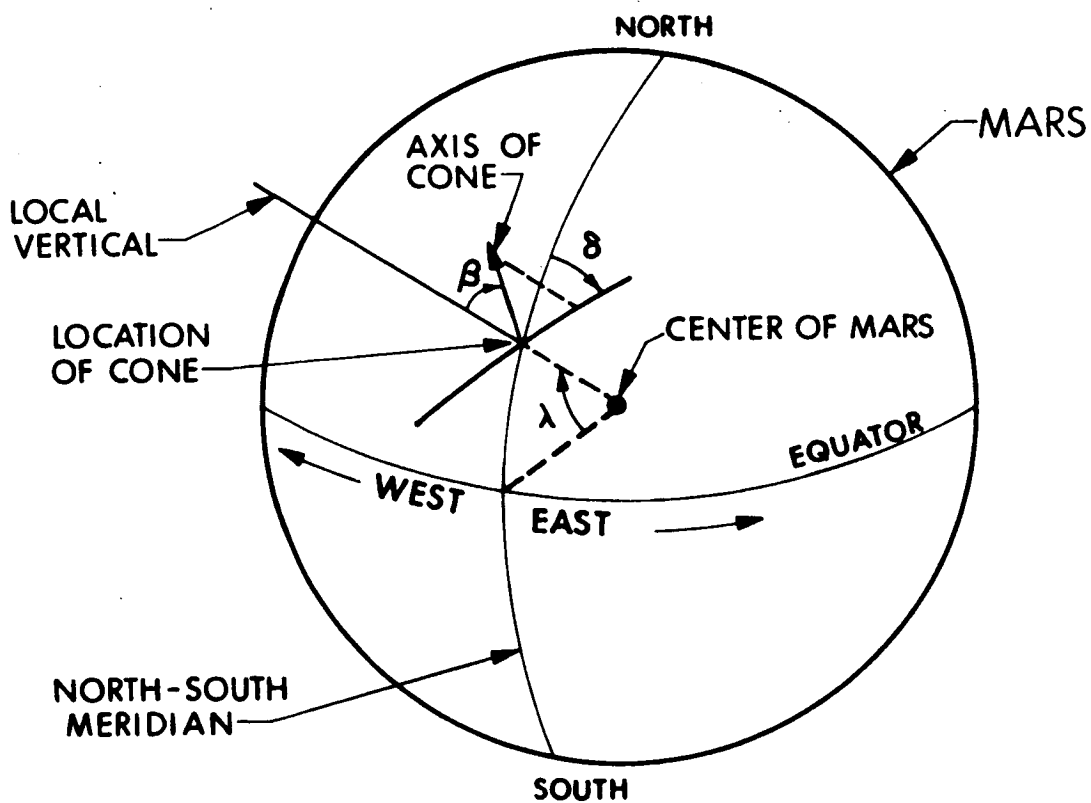 NORTH
MARS
AXIS OF
CONE
LOCAL
VERTICAL
δ
β
LOCATION
OF CONE
CENTER OF MARS
λ
EQUATOR
WEST
EAST
NORTH-SOUTH
MERIDIAN
SOUTH